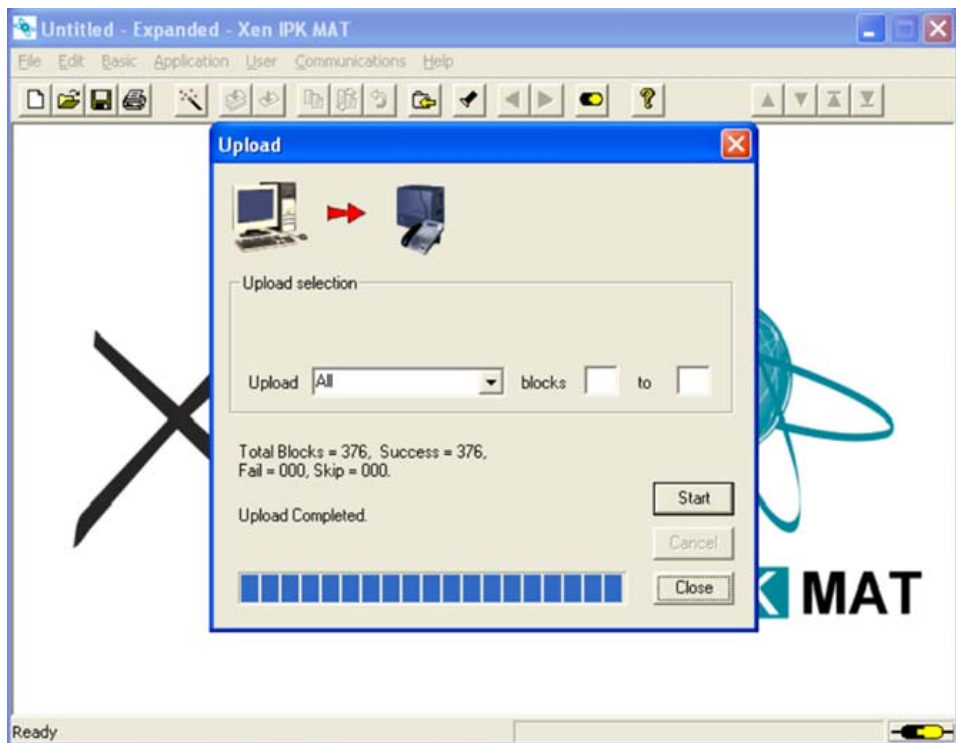 Untitled - Expanded - Xen IPK MAT
File Edit Basic Application User Communications Help
Upload
Upload selection
Upload All blocks to
Total Blocks = 376, Success = 376,
Fail = 000, Skip = 000.
Upload Completed.
Start
Cancel
Close
K MAT
Ready